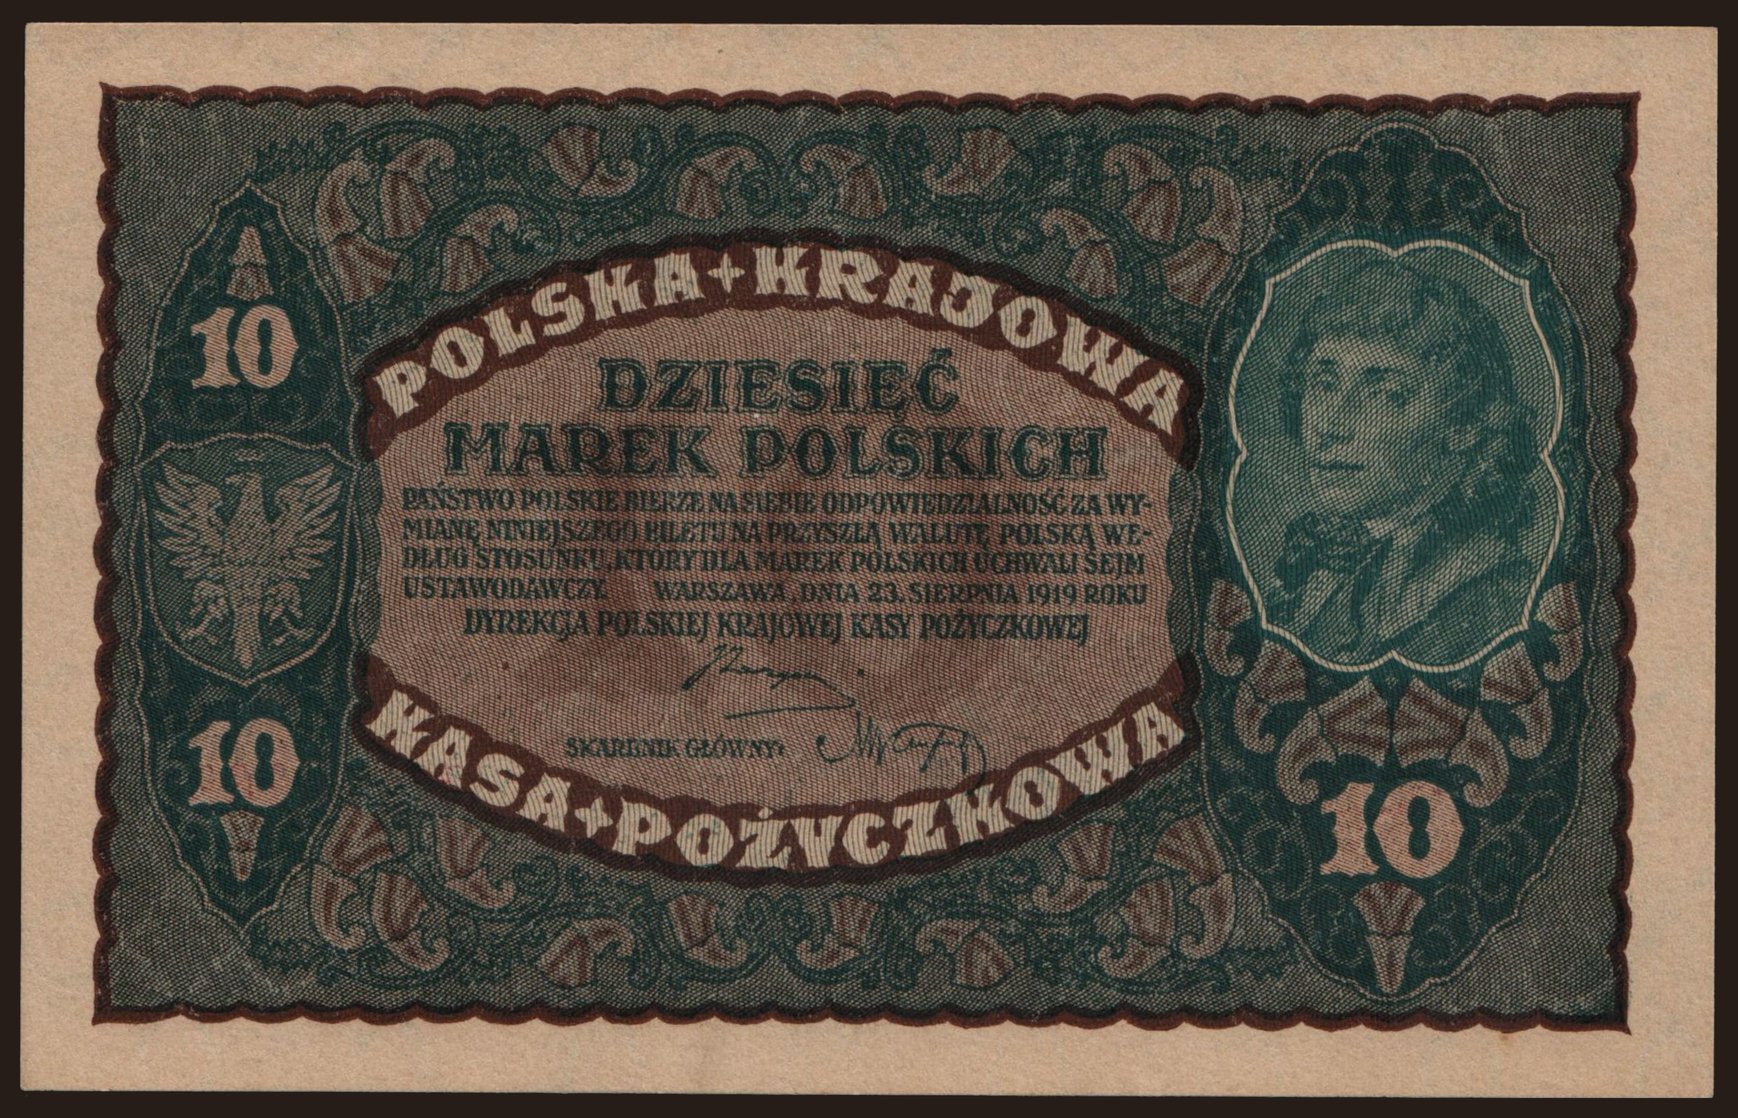 POLSKA + KRAJOWA
DZIESIĘĆ
MAREK POLSKICH
PAŃSTWO POLSKIE BIERZE NA SIEBIE ODPOWIEDZIALNOŚĆ ZA WY-
MIANĘ NINIEJSZEGO BILETU NA PRZYSZŁĄ WALUTĘ POLSKĄ WE-
DŁUG STOSUNKU, KTÓRY DLA MAREK POLSKICH UCHWALI SEJM
USTAWODAWCZY. WARSZAWA, DNIA 23. SIERPNIA 1919 ROKU
DYREKCJA POLSKIEJ KRAJOWEJ KASY POŻYCZKOWEJ
SKARBNIK GŁÓWNY:
KASA + POŻYCZKOWA
10
10
10